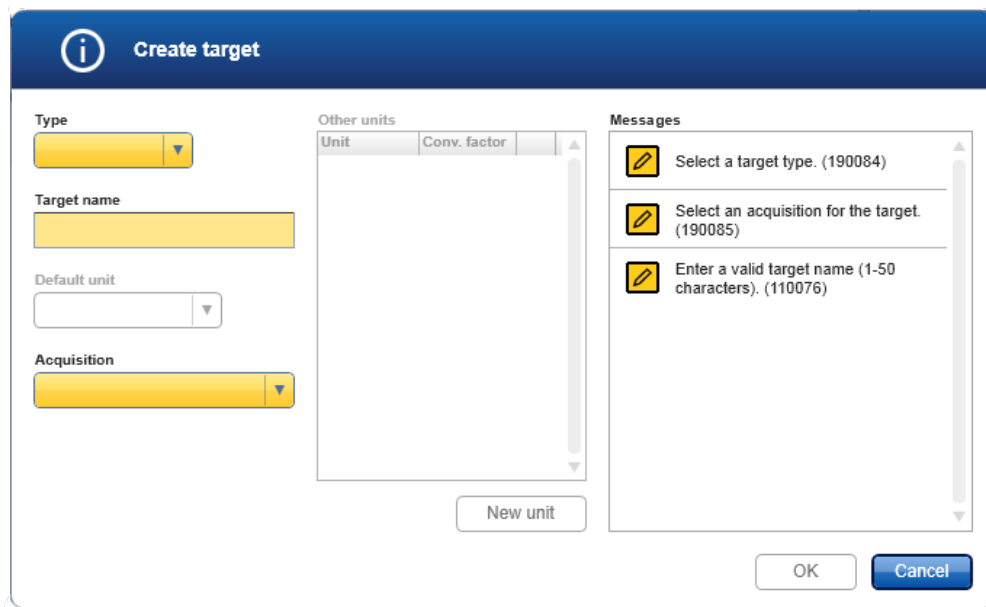 Create target
Type
Target name
Default unit
Acquisition
Other units
Unit Conv. factor
New unit
Messages
Select a target type. (190084)
Select an acquisition for the target.
(190085)
Enter a valid target name (1-50
characters). (110076)
OK Cancel